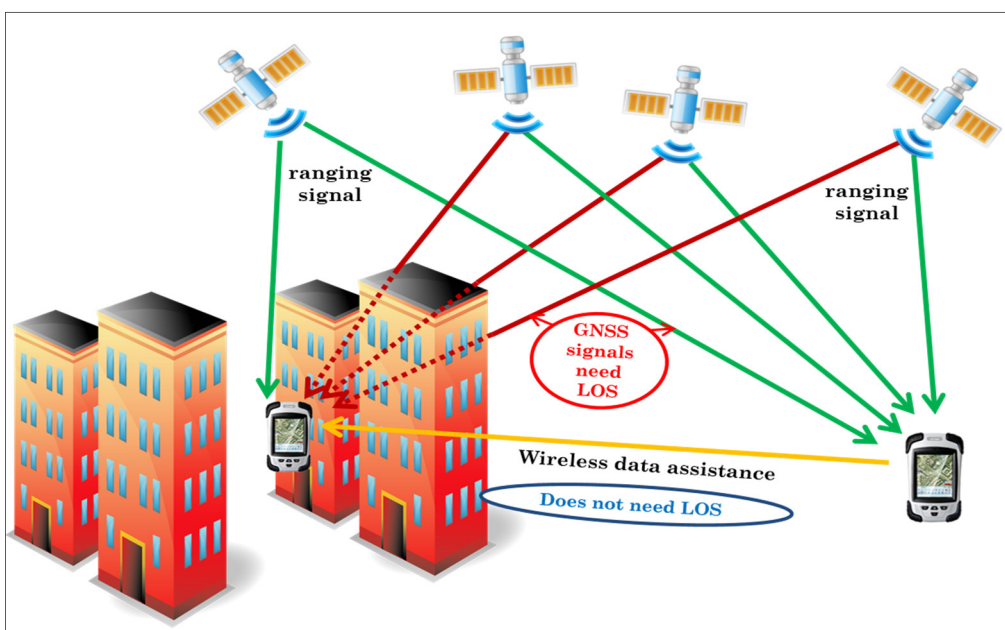 ranging
signal
ranging
signal
GNSS
signals
need
LOS
Wireless data assistance
Does not need LOS